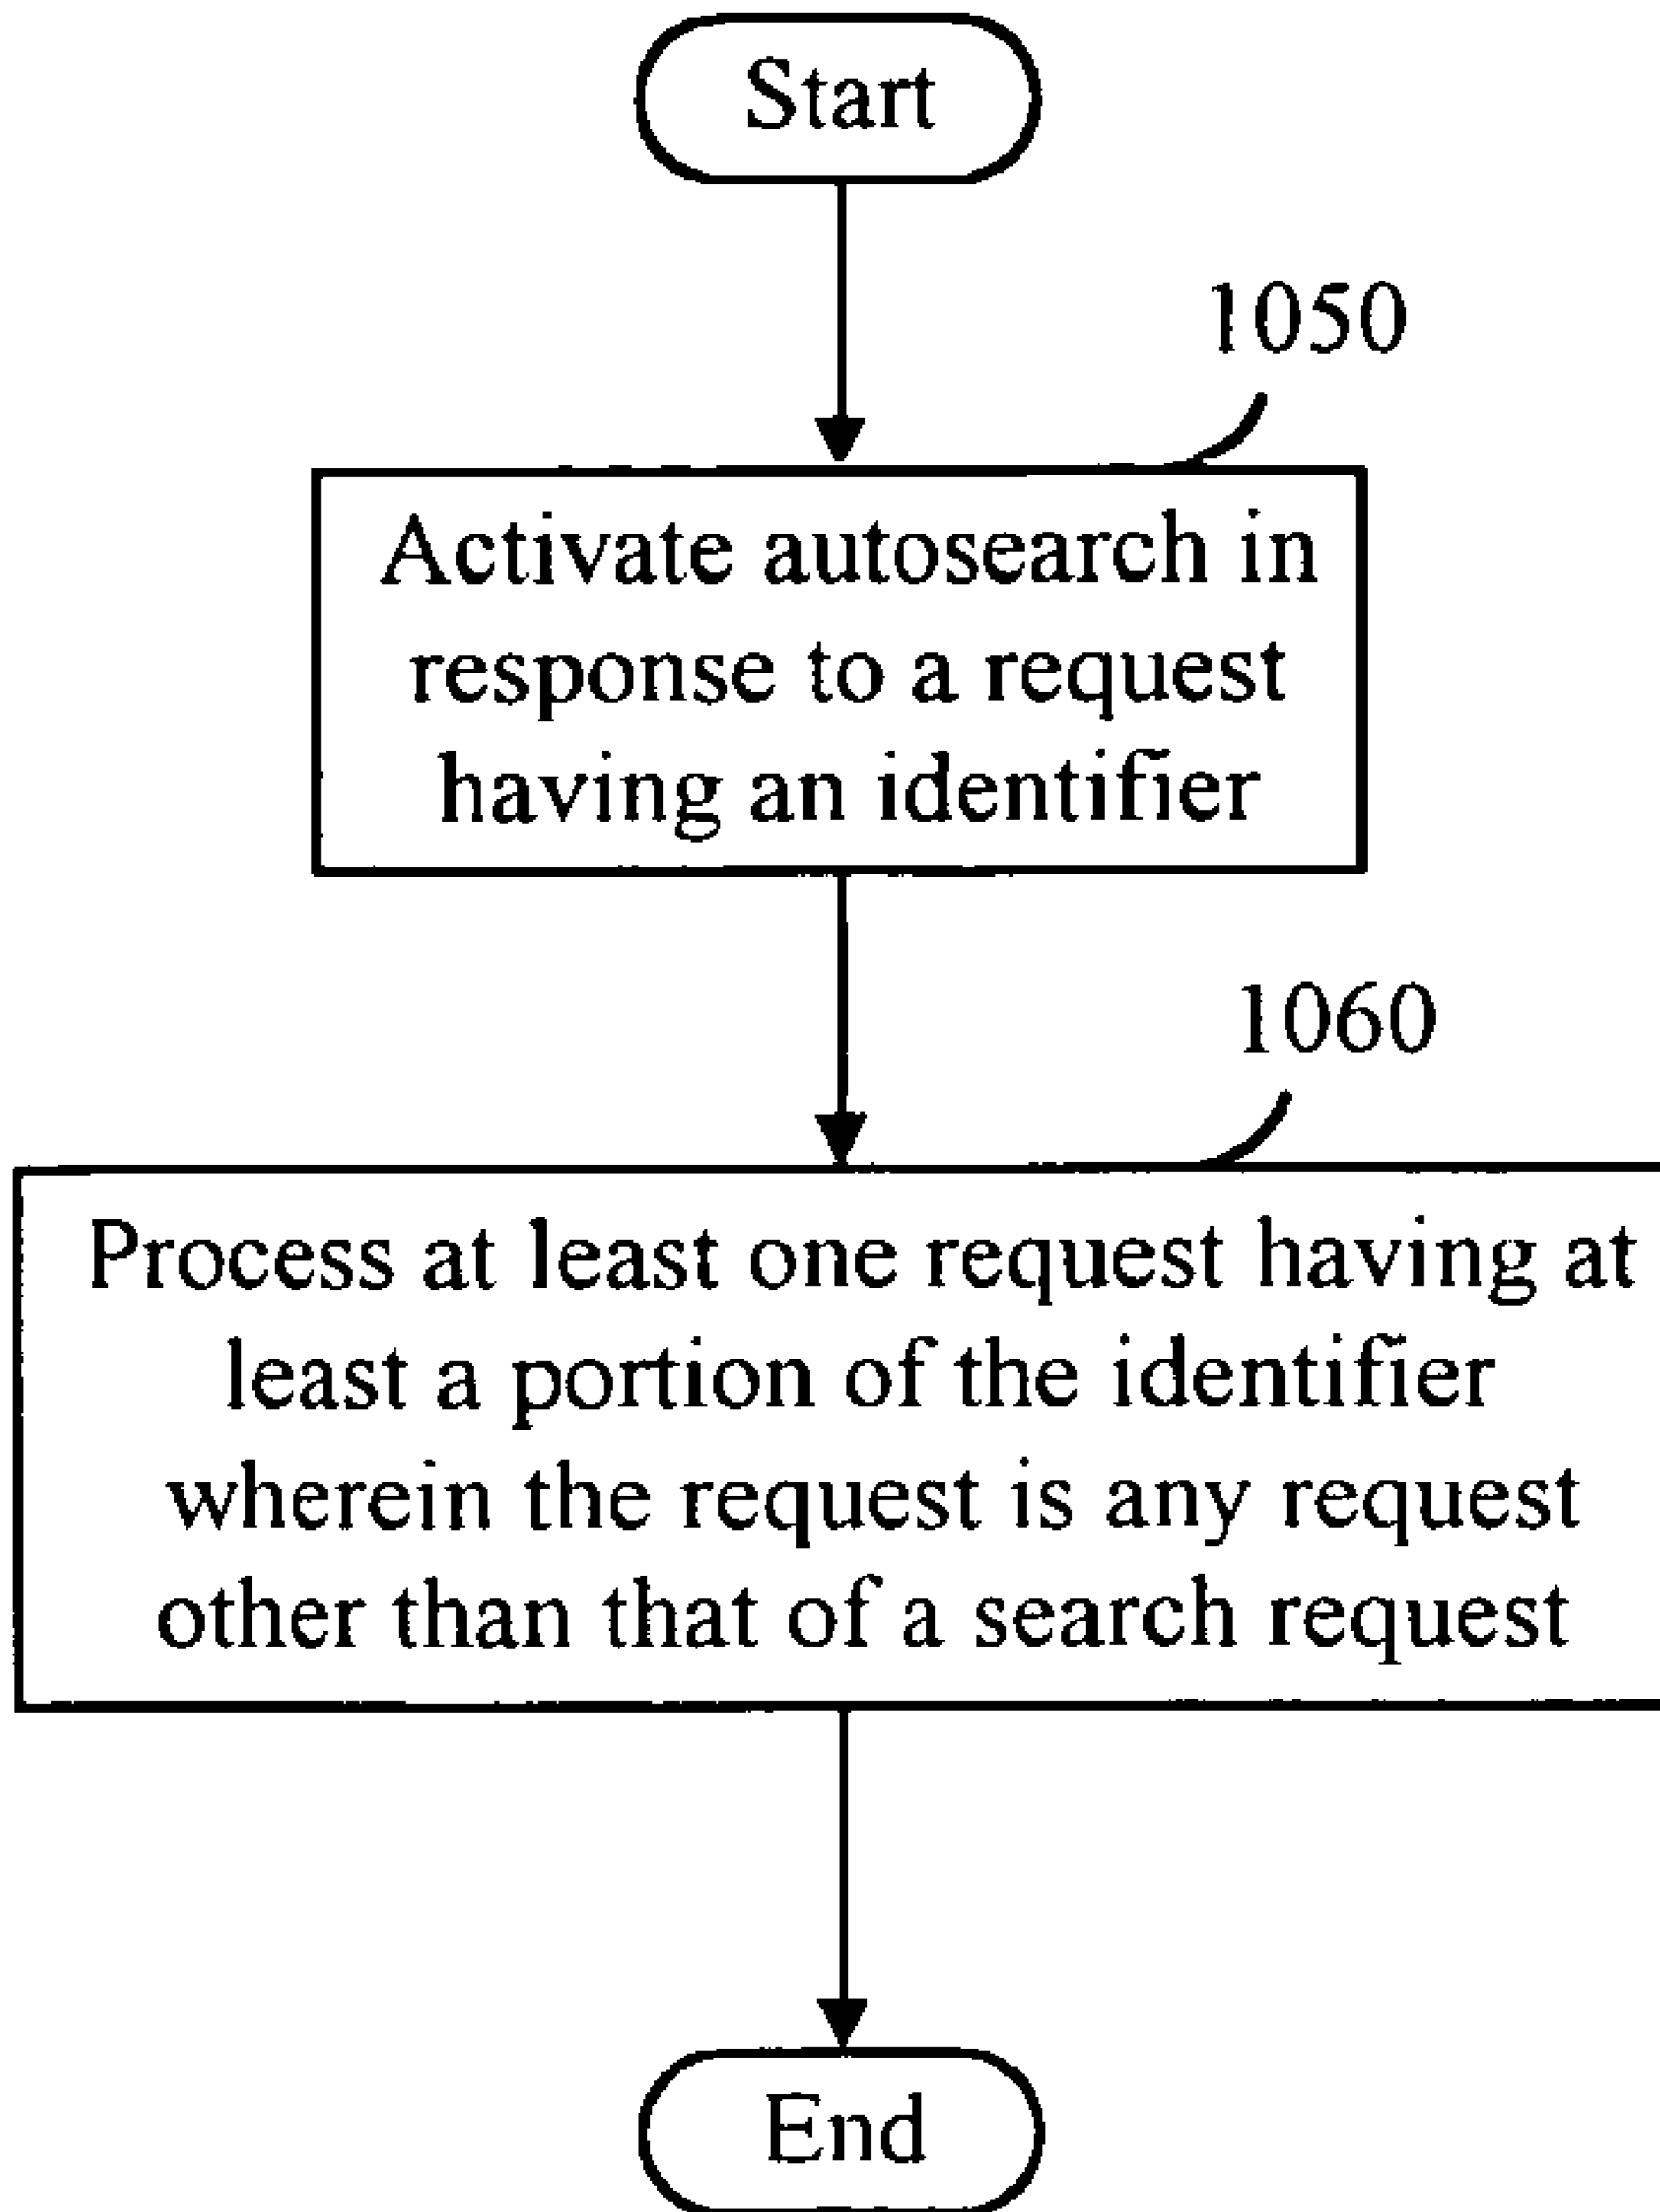 Start
1050
Activate autosearch in
response to a request
having an identifier
1060
Process at least one request having at
least a portion of the identifier
wherein the request is any request
other than that of a search request
End